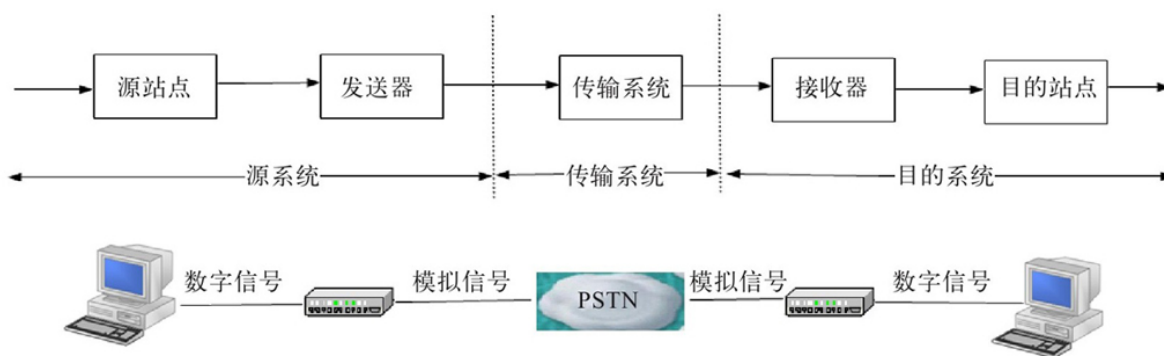 源站点 发送器 传输系统 接收器 目的站点
源系统 传输系统 目的系统
数字信号 模拟信号 PSTN 模拟信号 数字信号